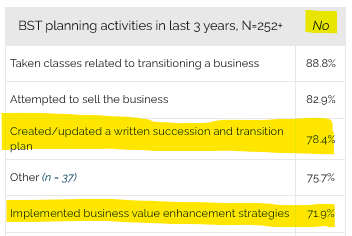 BST planning activities in last 3 years, N=252+ No
Taken classes related to transitioning a business 88.8%
Attempted to sell the business 82.9%
Created/updated a written succession and transition
plan 78.4%
Other (n = 37) 75.7%
Implemented business value enhancement strategies 71.9%